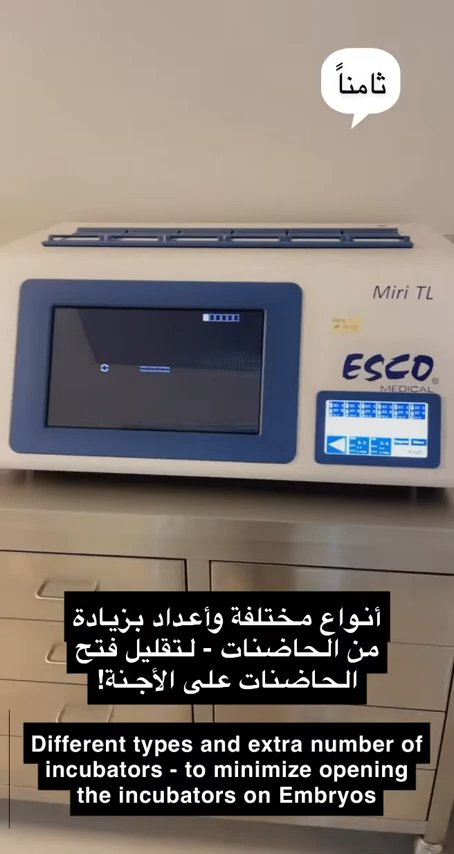 ثامناً
Miri TL
ESCO
MEDICAL
أنواع مختلفة وأعداد بزيادة
من الحاضنات - لتقليل فتح
الحاضنات على الأجنة!
Different types and extra number of
incubators - to minimize opening
the incubators on Embryos